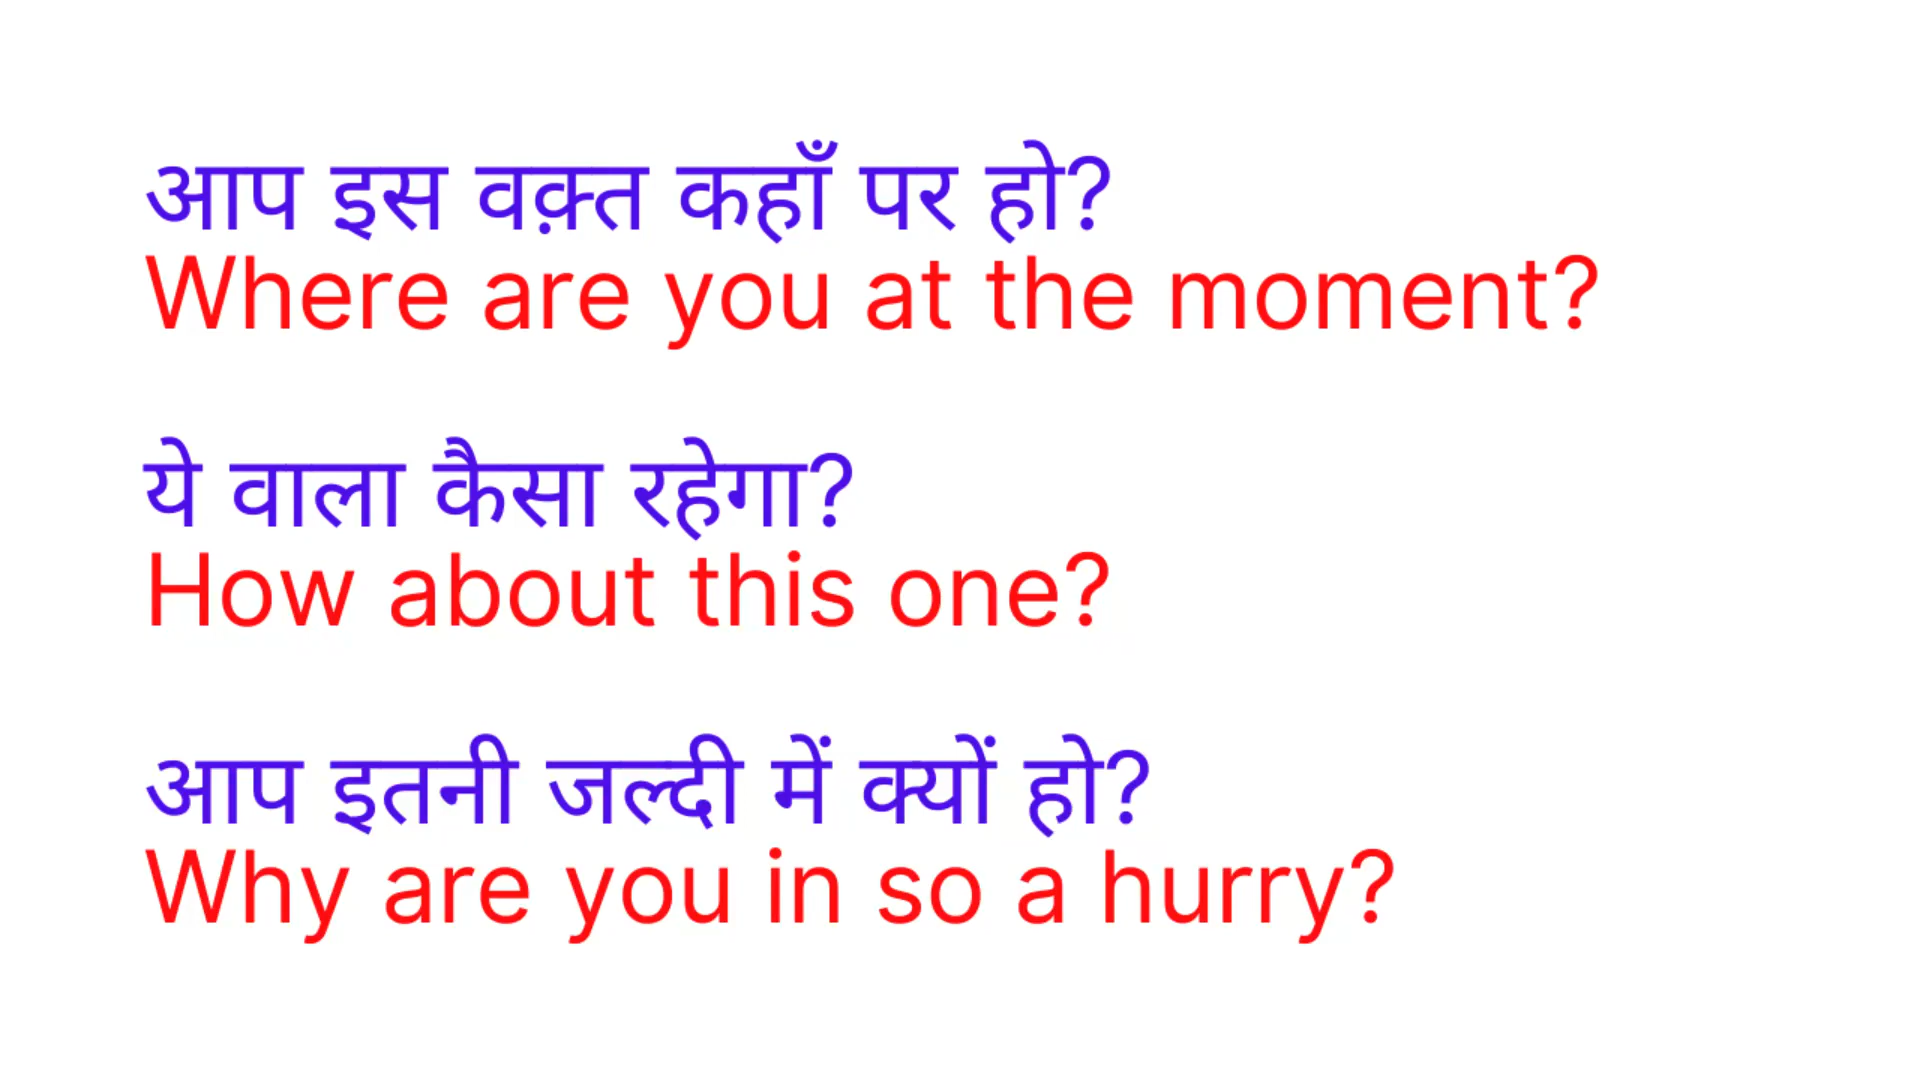 आप इस वक़्त कहाँ पर हो?
Where are you at the moment?
ये वाला कैसा रहेगा?
How about this one?
आप इतनी जल्दी में क्यों हो?
Why are you in so a hurry?